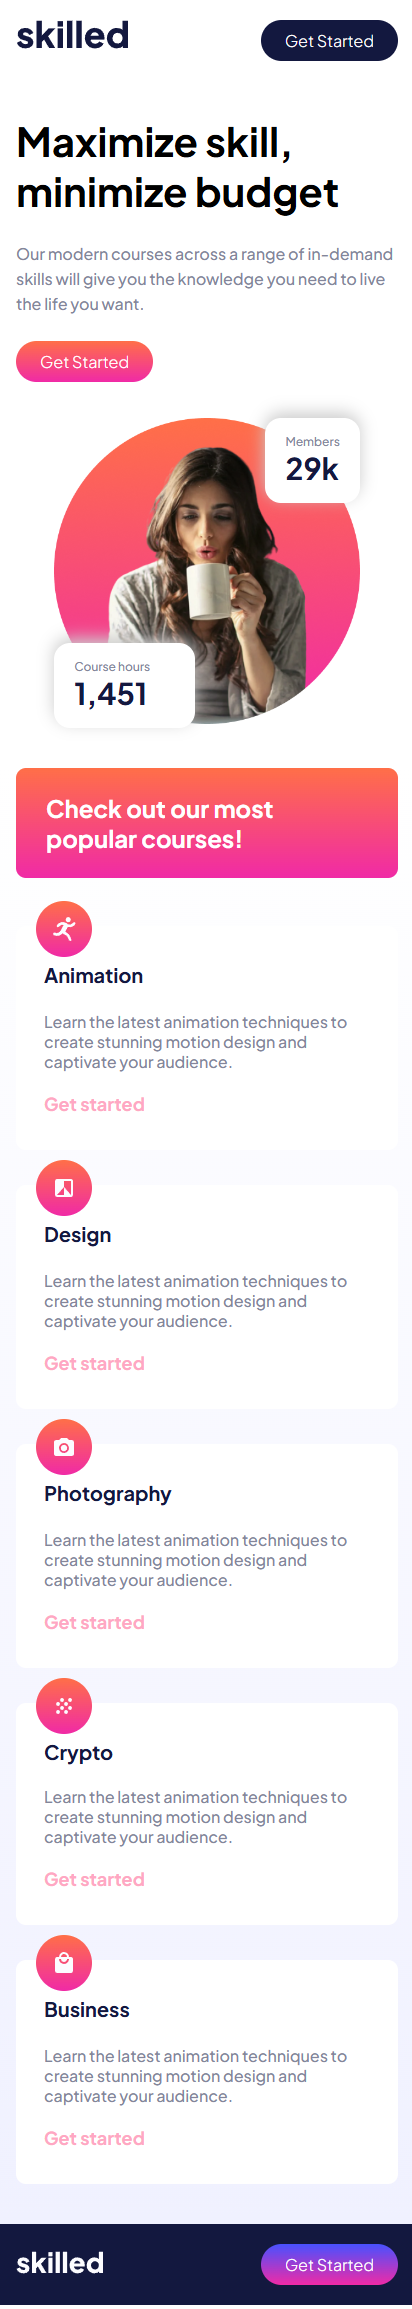 skilled
Get Started
Maximize skill,
minimize budget
Our modern courses across a range of in-demand
skills will give you the knowledge you need to live
the life you want.
Get Started
Members
29k
Course hours
1,451
Check out our most
popular courses!
Animation
Learn the latest animation techniques to
create stunning motion design and
captivate your audience.
Get started
Design
Learn the latest animation techniques to
create stunning motion design and
captivate your audience.
Get started
Photography
Learn the latest animation techniques to
create stunning motion design and
captivate your audience.
Get started
Crypto
Learn the latest animation techniques to
create stunning motion design and
captivate your audience.
Get started
Business
Learn the latest animation techniques to
create stunning motion design and
captivate your audience.
Get started
skilled
Get Started